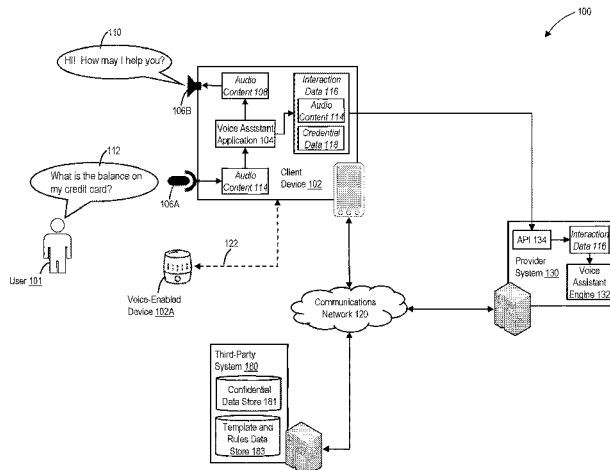 100
110
HI! How may I help you?
106B
Audio
Content 108
Interaction
Data 116
Audio
Content 114
Credential
Data 118
Voice Assistant
Application 104
112
What is the balance on
my credit card?
106A
Audio
Content 114
Client
Device 102
User 101
122
Voice-Enabled
Device 102A
API 134
Interaction
Data 116
Provider
System 130
Voice
Assistant
Engine 132
Communications
Network 120
Third-Party
System 180
Confidential
Data Store 181
Template and
Rules Data
Store 183